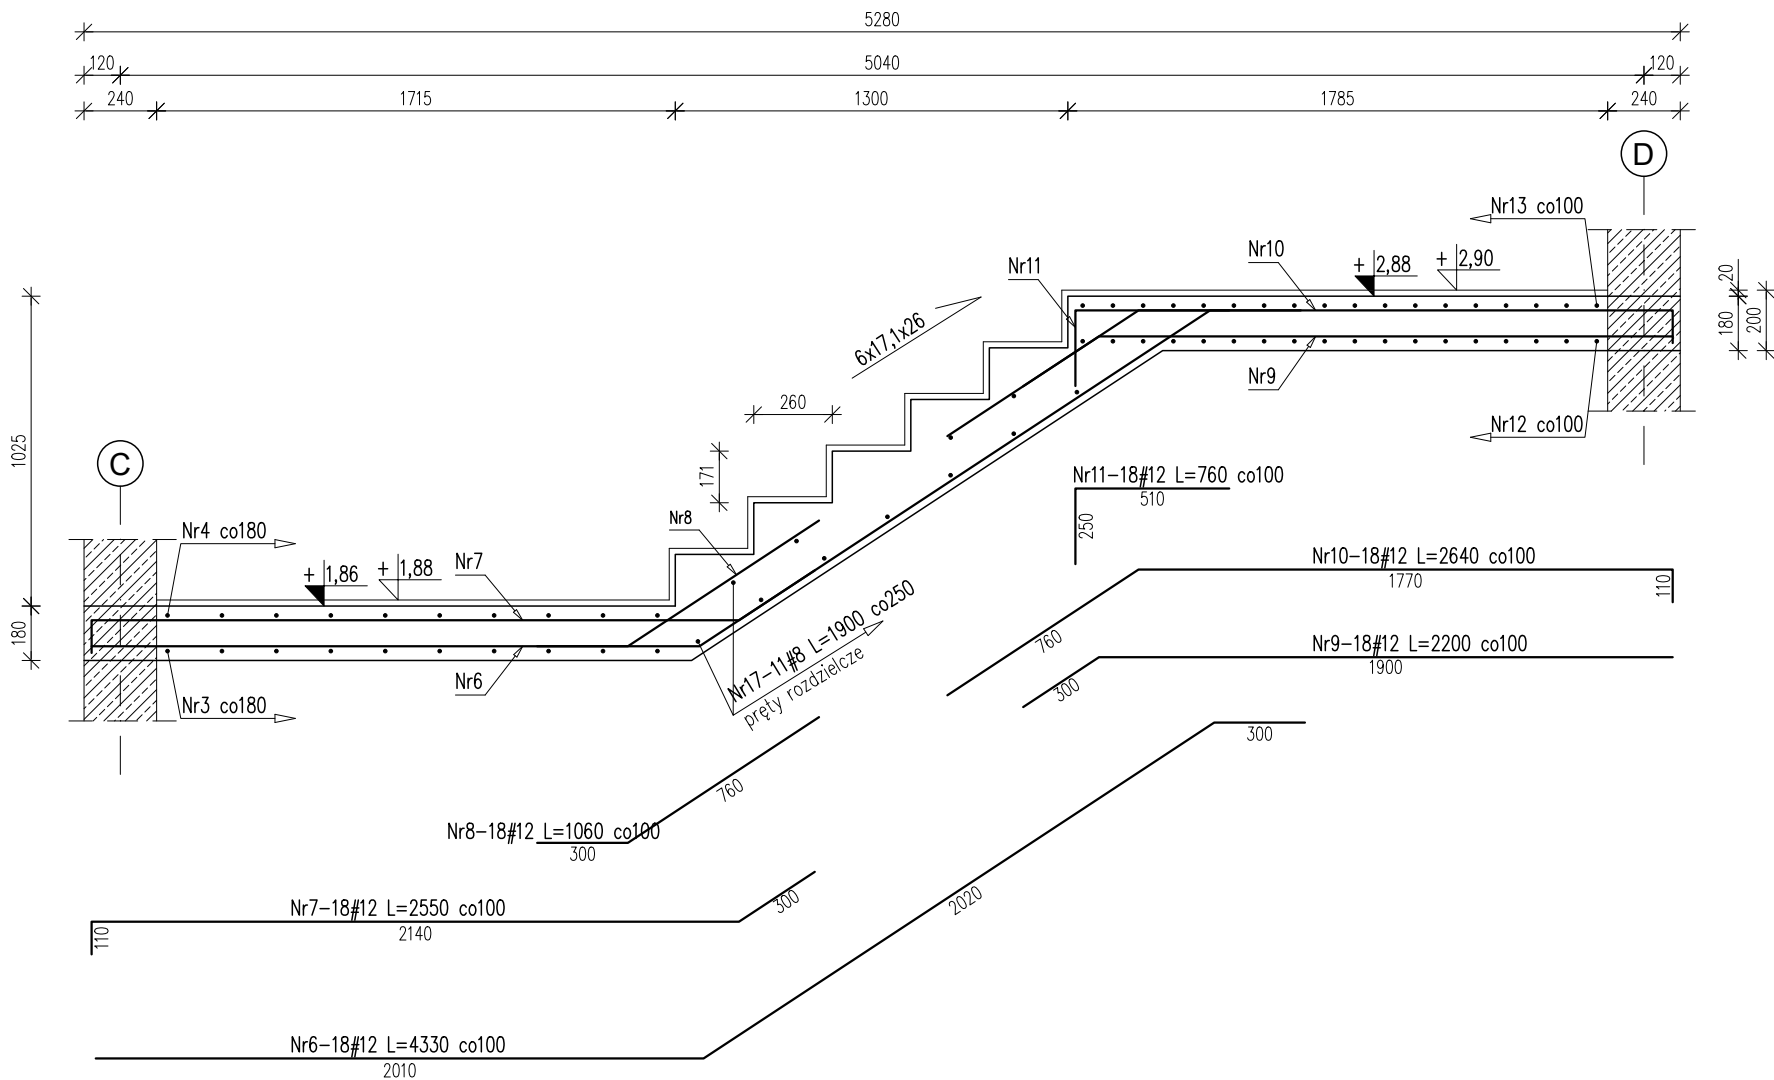 5280
120
5040
120
240
1715
1300
1785
240
D
Nr13 co100
Nr10
+ 2,88
+ 2,90
Nr11
20
180
200
6x17,1x26
Nr9
260
Nr12 co100
1025
C
171
Nr11-18#12 L=760 co100
510
250
Nr8
Nr4 co180
+ 1,86
+ 1,88
Nr7
Nr10-18#12 L=2640 co100
1770
110
180
760
Nr9-18#12 L=2200 co100
1900
300
Nr6
Nr3 co180
Nr17-11#8 L=1900 co250
pręty rozdzielcze
300
760
Nr8-18#12 L=1060 co100
300
2020
Nr7-18#12 L=2550 co100
2140
300
110
Nr6-18#12 L=4330 co100
2010